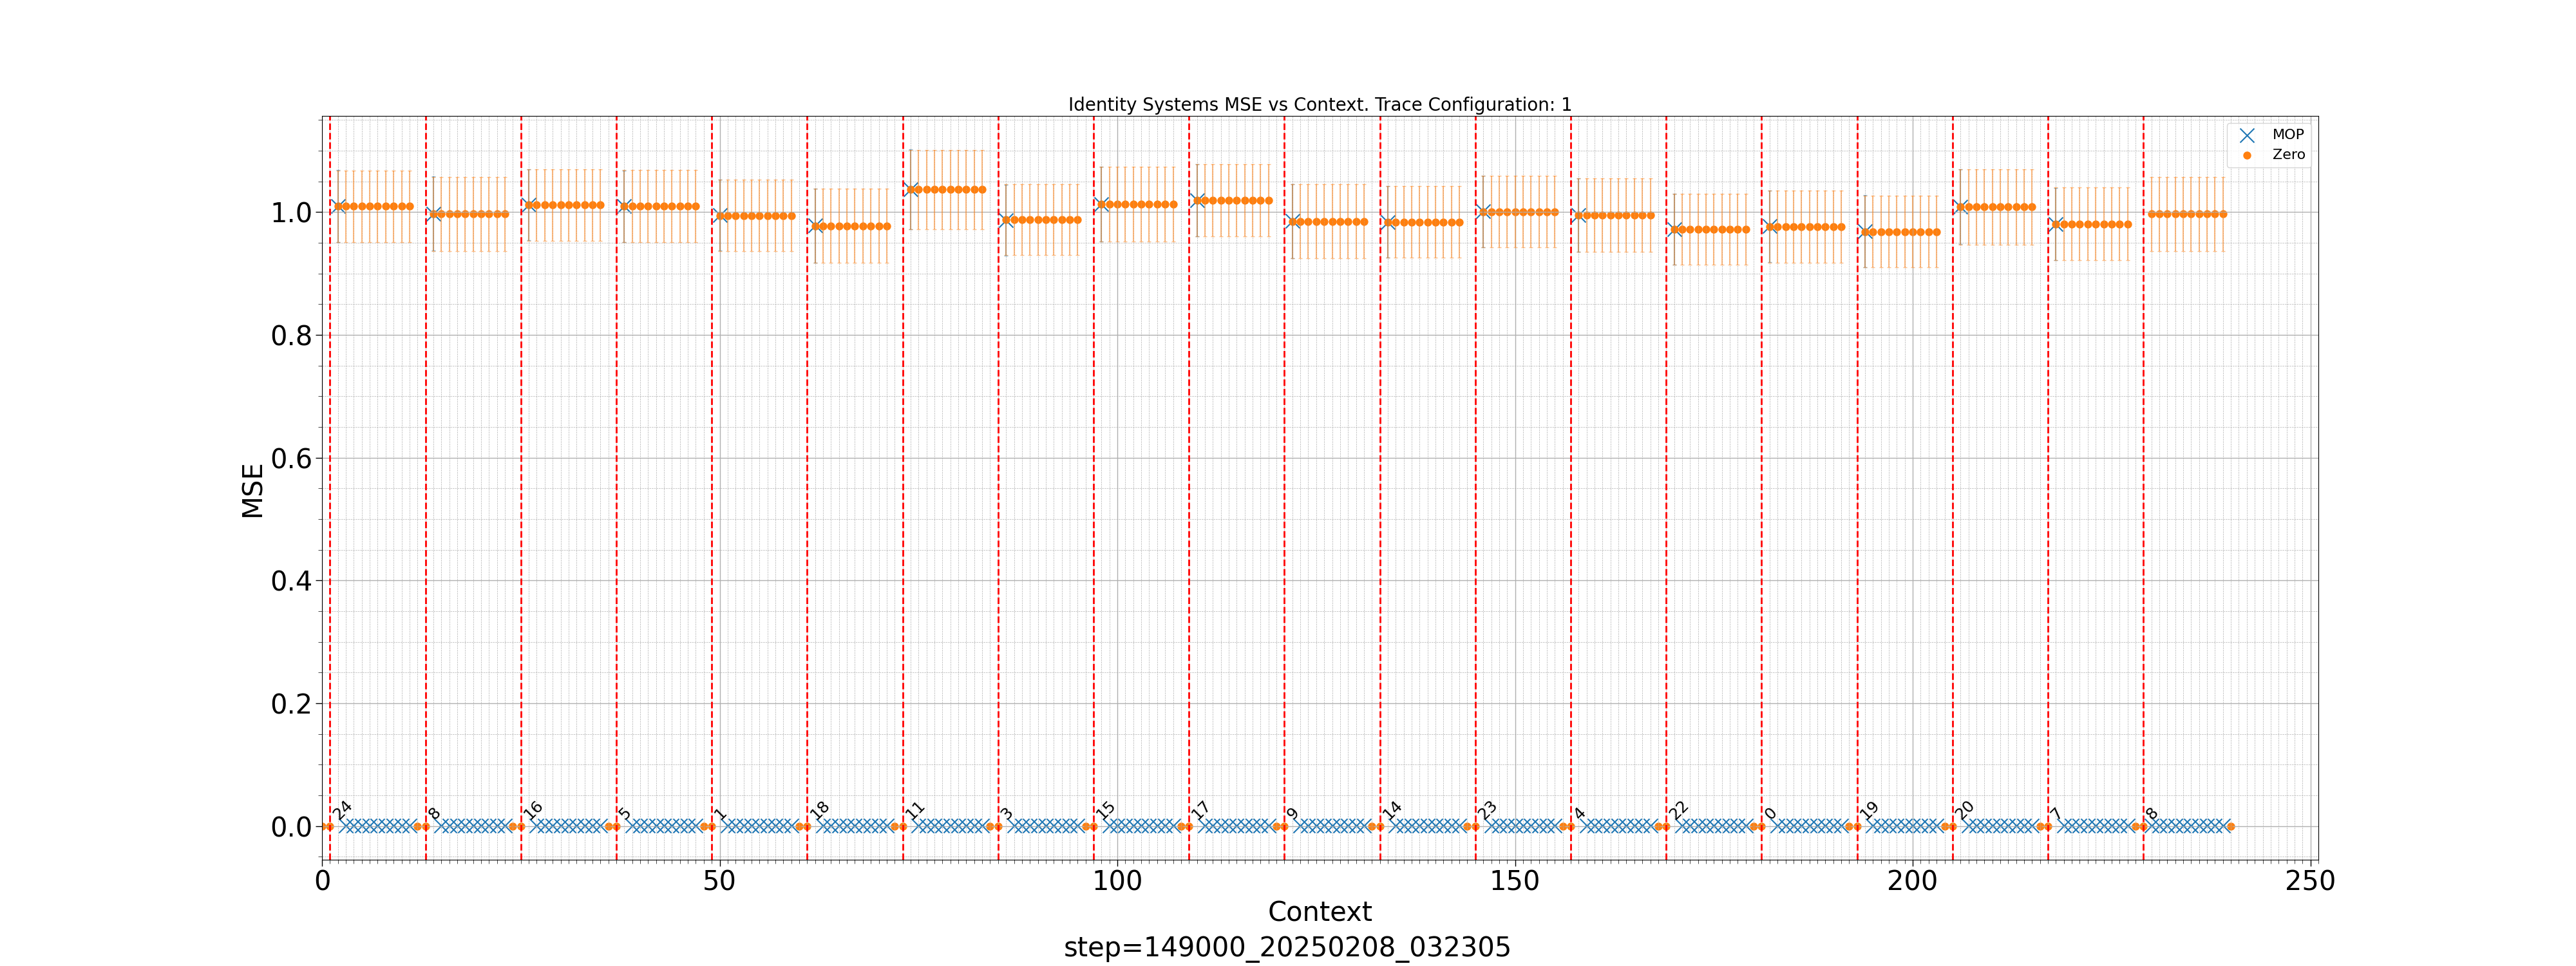 Identity Systems MSE vs Context. Trace Configuration: 1
MOP
Zero
1.0
0.8
0.6
0.4
0.2
0.0
MSE
24 8 16 5 1 18 11 3 15 17 9 14 23 4 22 0 19 20 7 8
0 50 100 150 200 250
Context
step=149000_20250208_032305